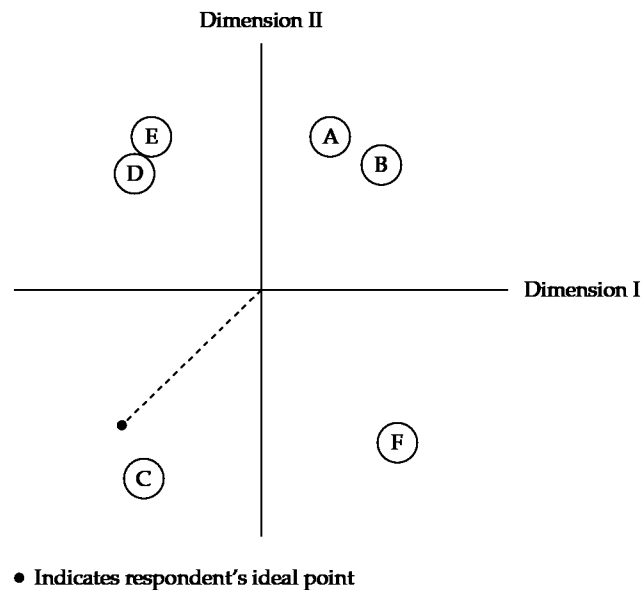 Dimension II
E
A
D
B
Dimension I
F
C
● Indicates respondent's ideal point